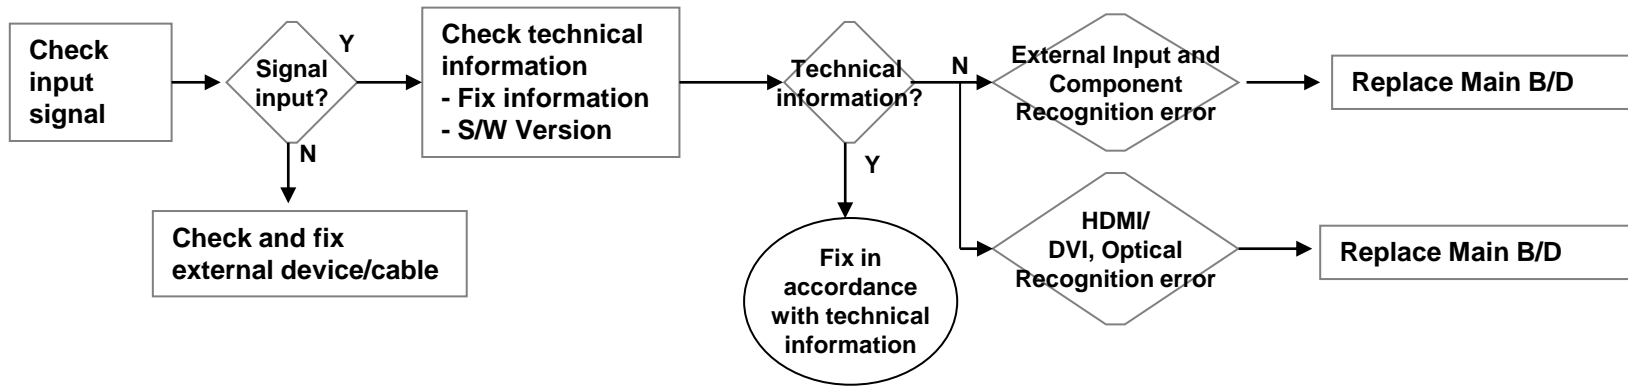 Check
input
signal
Signal
input?
Y
N
Check and fix
external device/cable
Check technical
information
- Fix information
- S/W Version
Technical
information?
N
Y
Fix in
accordance
with technical
information
External Input and
Component
Recognition error
Replace Main B/D
HDMI/
DVI, Optical
Recognition error
Replace Main B/D